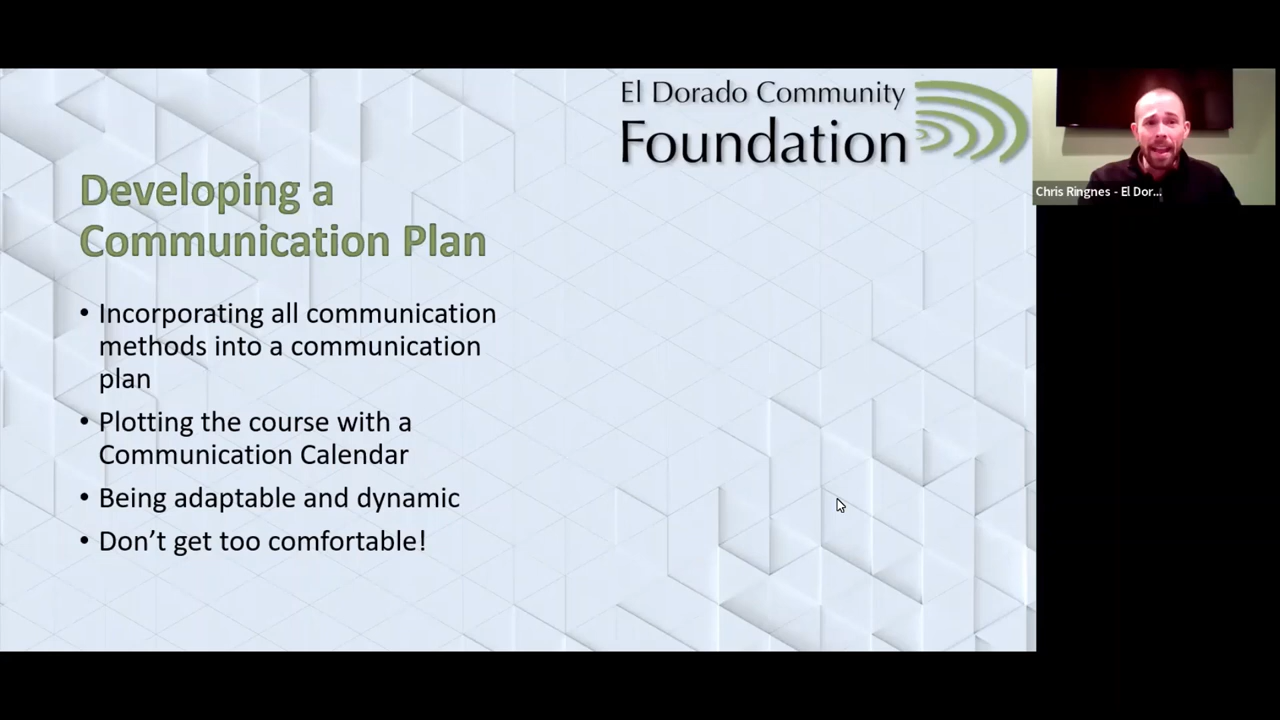 El Dorado Community
Foundation
Chris Ringnes - El Dor...
Developing a
Communication Plan
• Incorporating all communication
methods into a communication
plan
• Plotting the course with a
Communication Calendar
• Being adaptable and dynamic
• Don’t get too comfortable!